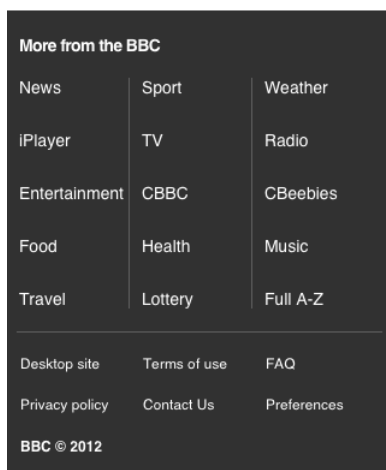 More from the BBC
News Sport Weather
iPlayer TV Radio
Entertainment CBBC CBeebies
Food Health Music
Travel Lottery Full A-Z
Desktop site Terms of use FAQ
Privacy policy Contact Us Preferences
BBC © 2012